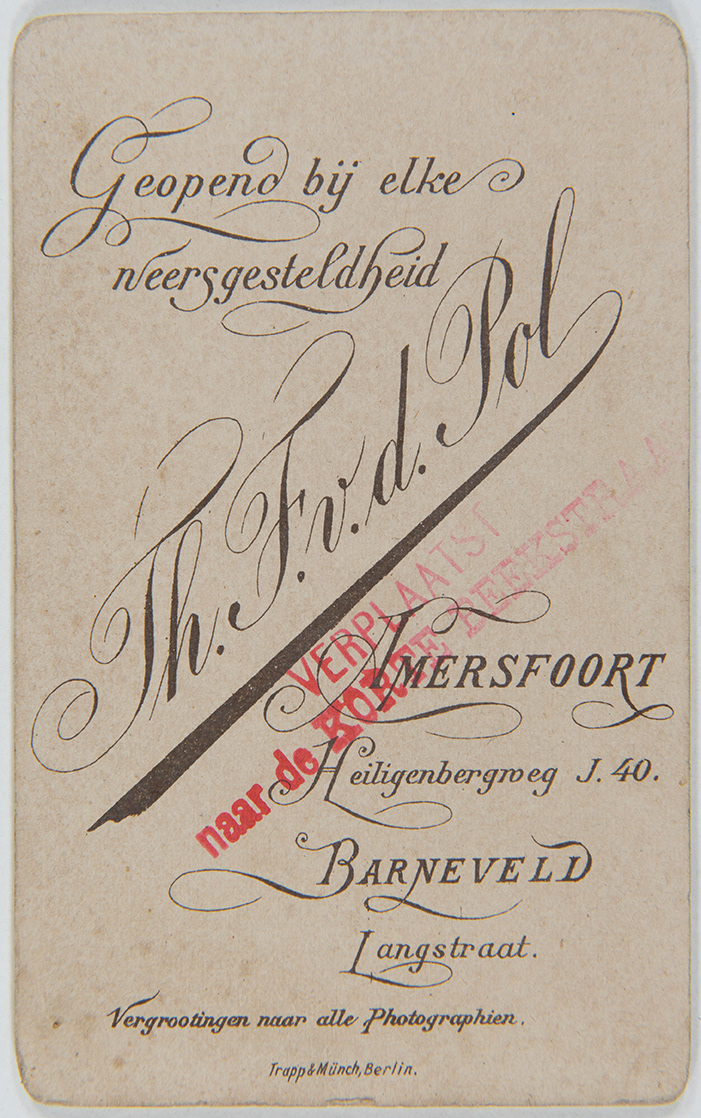 Geopend bij elke
weersgesteldheid
Th. F. v. d. Pol
VERPLAATST
naar de KORTE BEEKSTRAAT
AMERSFOORT
Heiligenbergweg J. 40.
BARNEVELD
Langstraat.
Vergrootingen naar alle Photographien.
Trapp & Münch, Berlin.